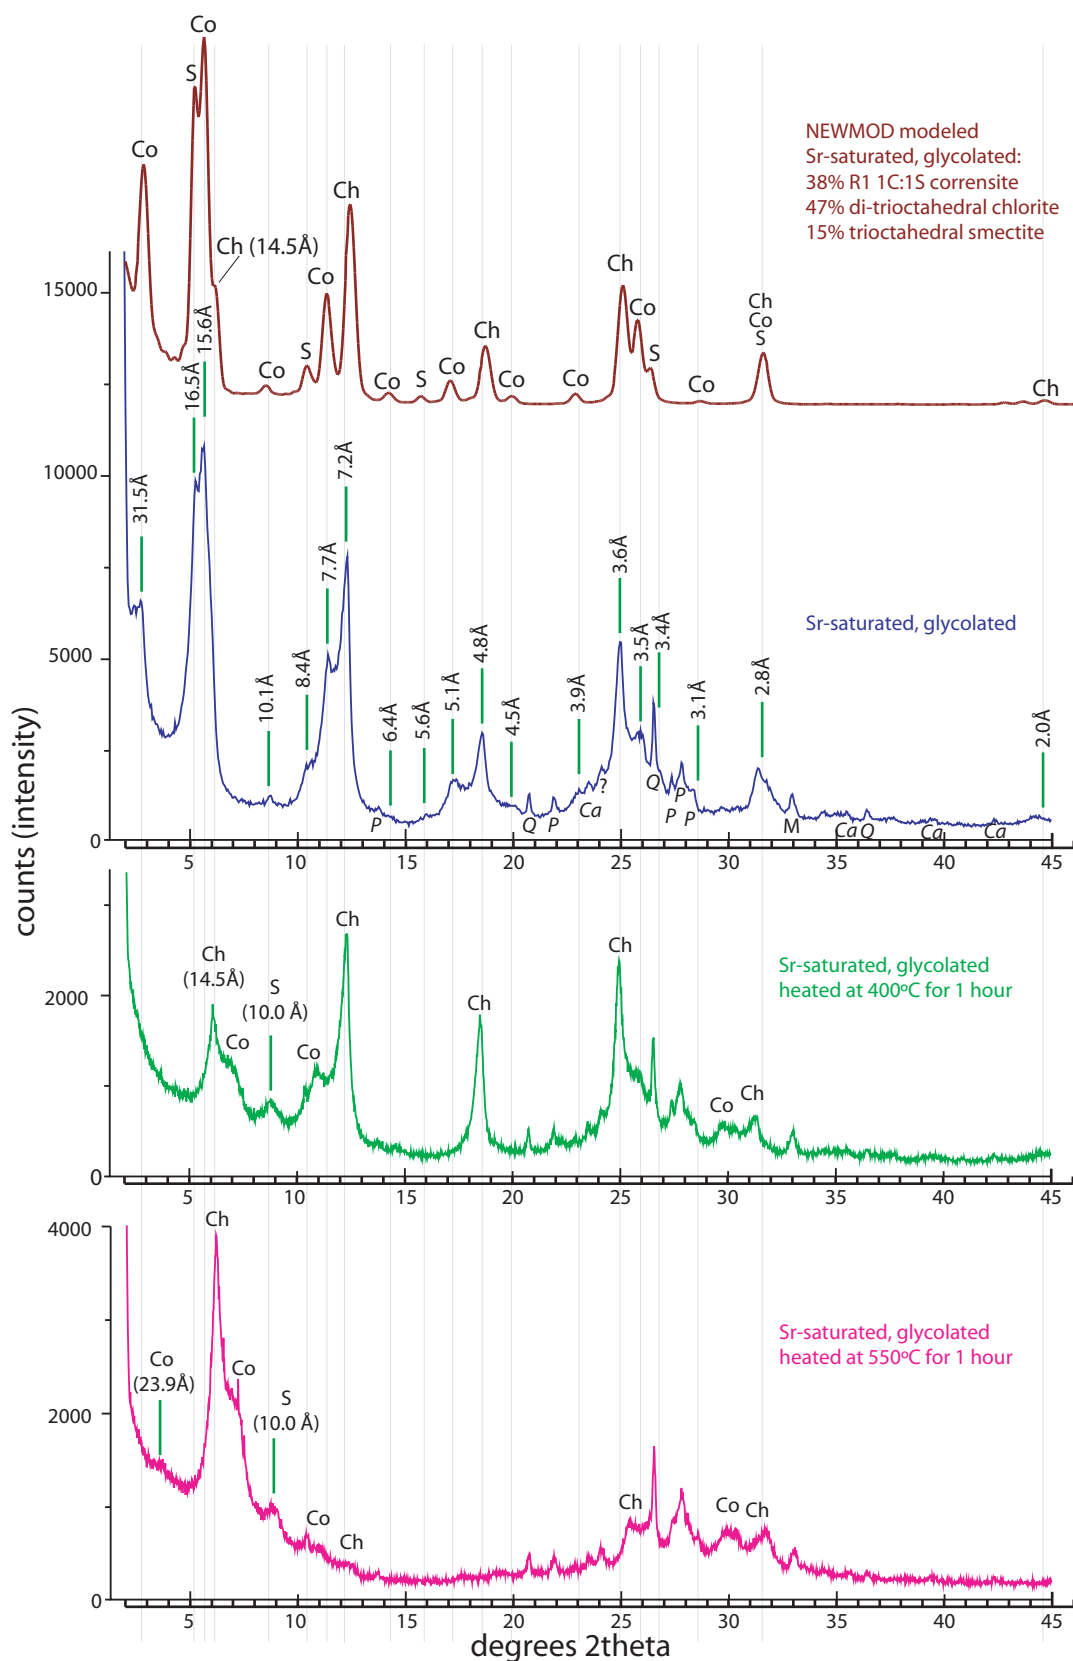 Co
S
Co
Ch (14.5Å)
Co
S
Co
Ch
Co
S
Co
Ch
Co
Co
Ch
Co
S
Co
Ch
Co
S
Ch
NEWMOD modeled
Sr-saturated, glycolated:
38% R1 1C:1S corrensite
47% di-trioctahedral chlorite
15% trioctahedral smectite
15000
10000
5000
0
31.5Å
16.5Å
15.6Å
10.1Å
8.4Å
7.7Å
7.2Å
6.4Å
5.6Å
5.1Å
4.8Å
4.5Å
3.9Å
3.6Å
3.5Å
3.4Å
3.1Å
2.8Å
2.0Å
Sr-saturated, glycolated
P
Q
P
Ca
?
Q
P
P
P
M
Ca
Q
Ca
Ca
5 10 15 20 25 30 35 40 45
counts (intensity)
2000
0
Ch
(14.5Å)
Co
S
(10.0 Å)
Co
Ch
Ch
Ch
Co
Ch
Sr-saturated, glycolated
heated at 400ºC for 1 hour
5 10 15 20 25 30 35 40 45
4000
2000
0
Co
(23.9Å)
Ch
Co
S
(10.0 Å)
Co
Ch
Ch
Co
Ch
Sr-saturated, glycolated
heated at 550ºC for 1 hour
5 10 15 20 25 30 35 40 45
degrees 2theta